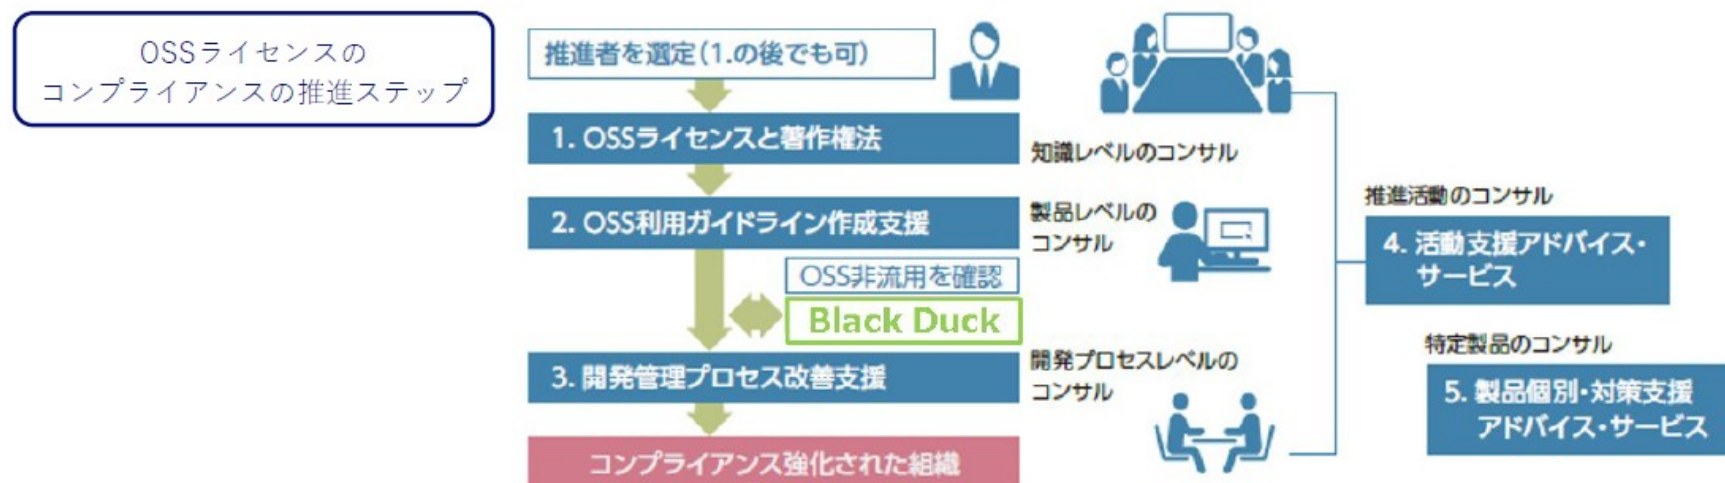 OSSライセンスの
コンプライアンスの推進ステップ
推進者を選定(1.の後でも可)
1. OSSライセンスと著作権法
知識レベルのコンサル
2. OSS利用ガイドライン作成支援
製品レベルの
コンサル
OSS非流用を確認
Black Duck
3. 開発管理プロセス改善支援
開発プロセスレベルの
コンサル
コンプライアンス強化された組織
推進活動のコンサル
4. 活動支援アドバイス・
サービス
特定製品のコンサル
5. 製品個別・対策支援
アドバイス・サービス